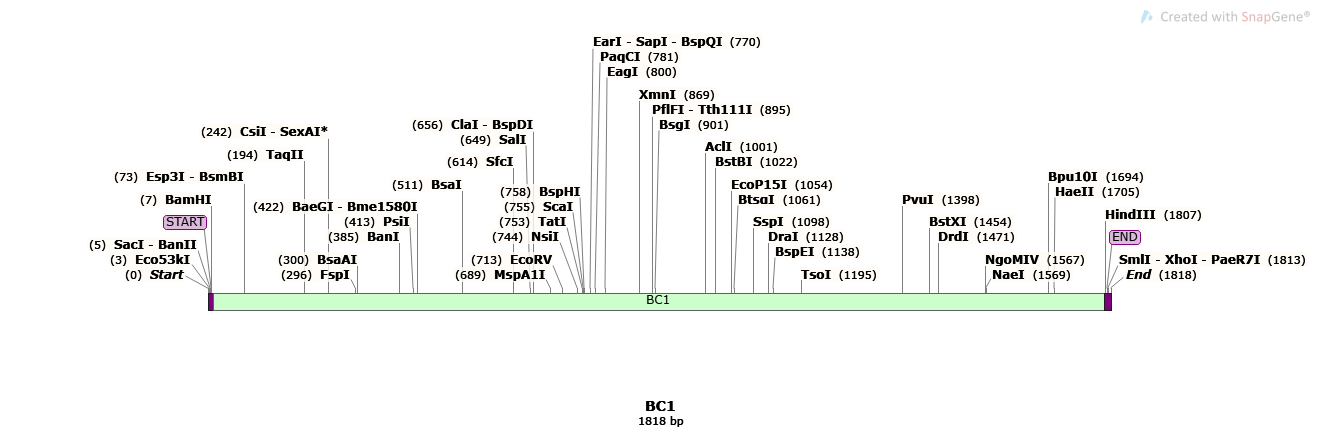 Created with SnapGene®
EarI - SapI - BspQI (770)
PaqCI (781)
EagI (800)
XmnI (869)
PflFI - Tth111I (895)
(656) ClaI - BspDI
BsgI (901)
(242) CsiI - SexAI*
(649) SalI
AclI (1001)
(194) TaqII
(614) SfcI
BstBI (1022)
(73) Esp3I - BsmBI
(511) BsaI
EcoP15I (1054)
Bpu10I (1694)
(7) BamHI
(758) BspHI
BtsαI (1061)
PvuI (1398)
HaeII (1705)
(422) BaeGI - Bme1580I
(755) ScaI
HindIII (1807)
START
(413) PsiI
(753) TatI
SspI (1098)
BstXI (1454)
(385) BanI
(744) NsiI
DraI (1128)
DrdI (1471)
END
(5) SacI - BanII
BspEI (1138)
(3) Eco53kI
(300) BsaAI
(713) EcoRV
NgoMIV (1567)
SmlI - XhoI - PaeR7I (1813)
(0) Start
(296) FspI
(689) MspA1I
TsoI (1195)
NaeI (1569)
End (1818)
BC1
BC1
1818 bp